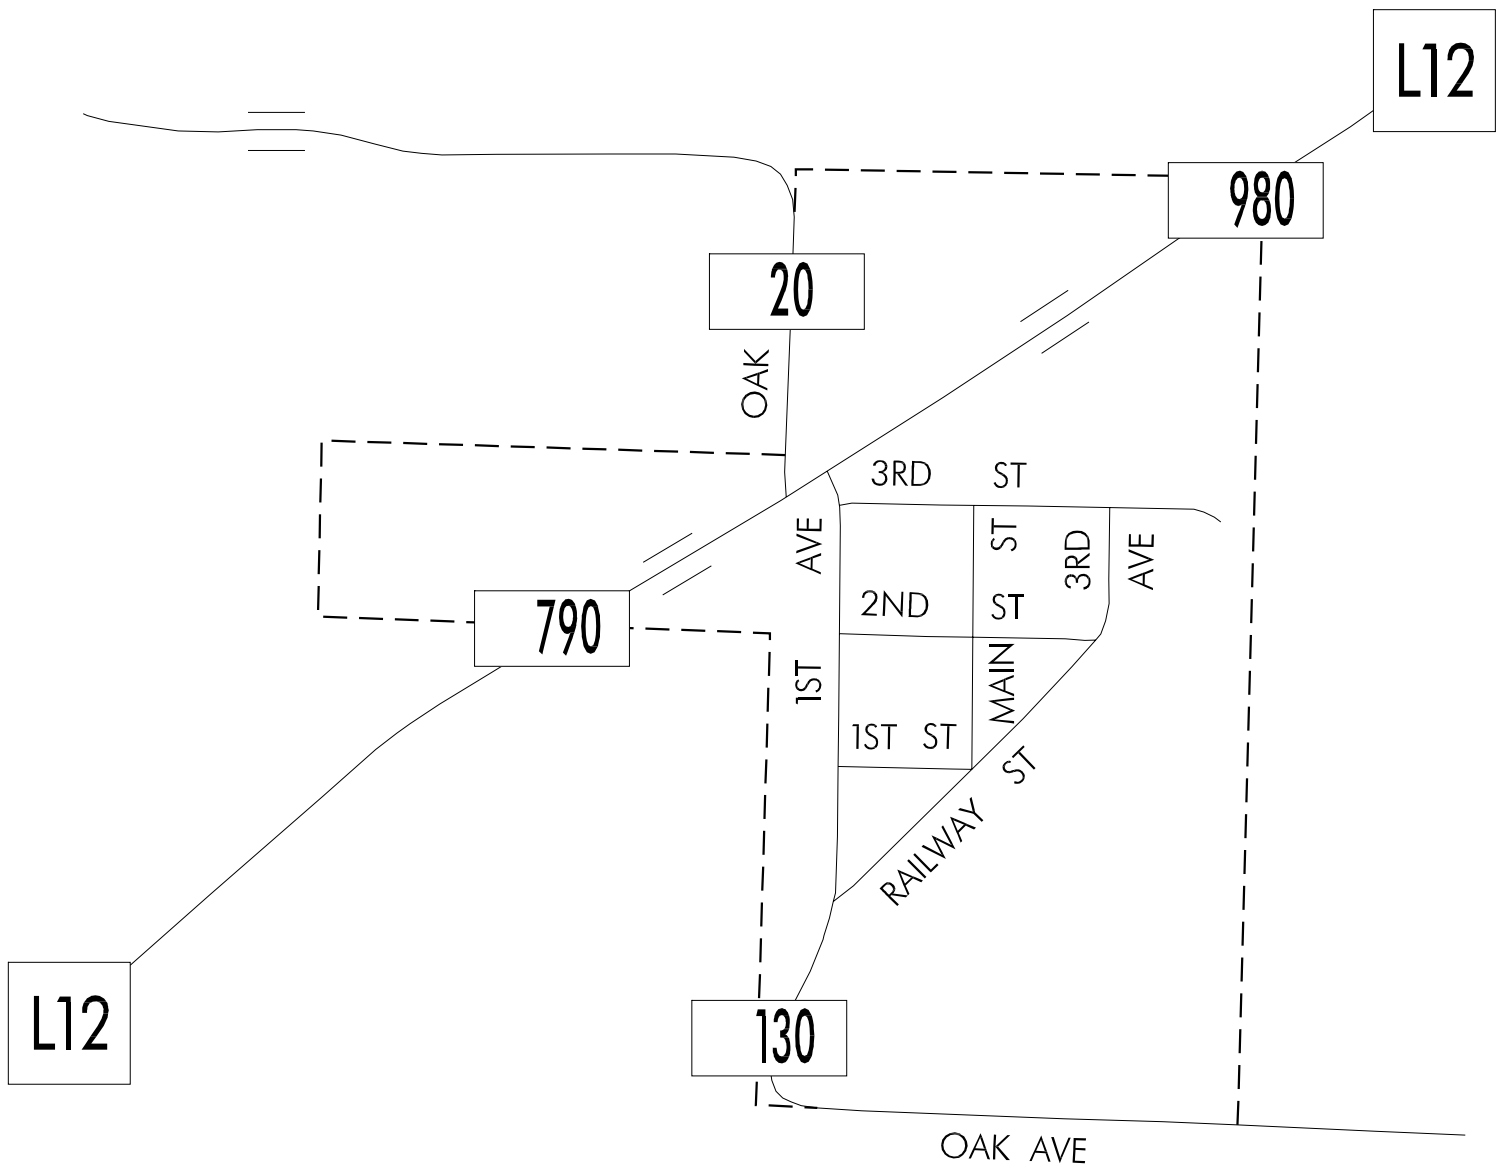 L12
980
20
OAK
3RD ST
AVE
ST
3RD
AVE
2ND ST
790
1ST
MAIN
1ST ST
RAILWAY ST
L12
130
OAK AVE